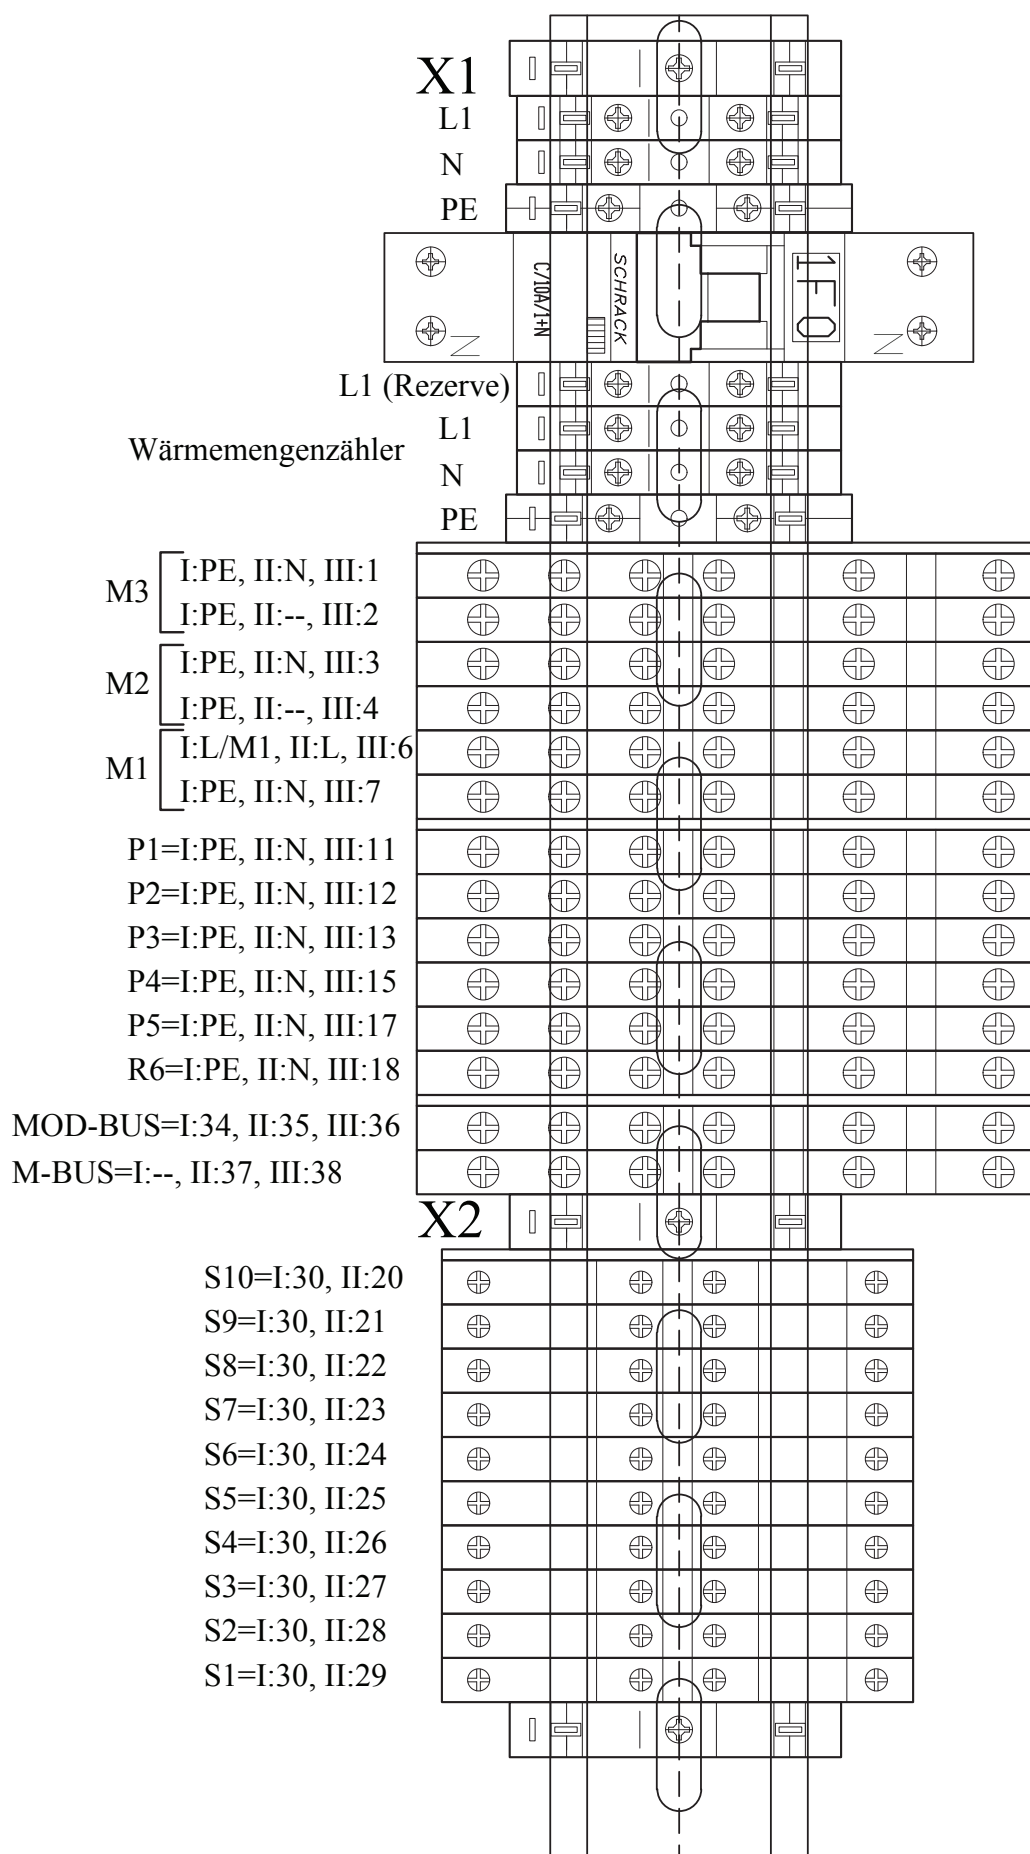 X1
L1
N
PE
C/10A/1+N
SCHRACK
1F0
N
N
L1 (Rezerve)
Wärmemengenzähler
L1
N
PE
M3
I:PE, II:N, III:1
I:PE, II:--, III:2
M2
I:PE, II:N, III:3
I:PE, II:--, III:4
M1
I:L/M1, II:L, III:6
I:PE, II:N, III:7
P1=I:PE, II:N, III:11
P2=I:PE, II:N, III:12
P3=I:PE, II:N, III:13
P4=I:PE, II:N, III:15
P5=I:PE, II:N, III:17
R6=I:PE, II:N, III:18
MOD-BUS=I:34, II:35, III:36
M-BUS=I:--, II:37, III:38
X2
S10=I:30, II:20
S9=I:30, II:21
S8=I:30, II:22
S7=I:30, II:23
S6=I:30, II:24
S5=I:30, II:25
S4=I:30, II:26
S3=I:30, II:27
S2=I:30, II:28
S1=I:30, II:29